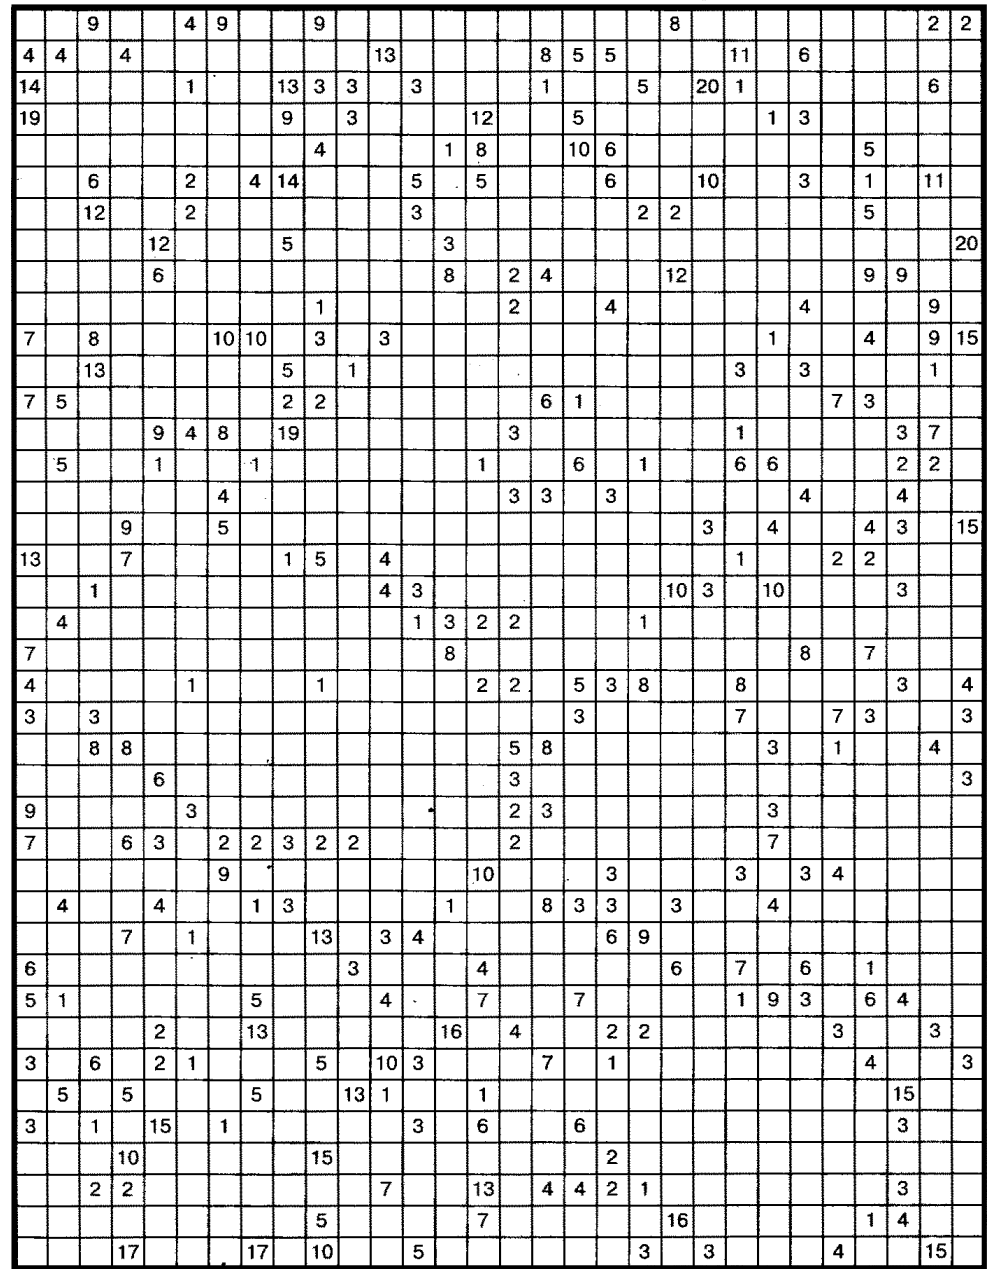 9 4 9 9 8 2 2
4 4 4 13 8 5 5 11 6
14 1 13 3 3 3 1 5 20 1 6
19 9 3 12 5 1 3
4 1 8 10 6 5
6 2 4 14 5 5 6 10 3 1 11
12 2 3 2 2 5
12 5 3 20
6 8 2 4 12 9 9
1 2 4 4 9
7 8 10 10 3 3 1 4 9 15
13 5 1 3 3 1
7 5 2 2 6 1 7 3
9 4 8 19 3 1 3 7
5 1 1 1 6 1 6 6 2 2
4 3 3 3 4 4
9 5 3 4 4 3 15
13 7 1 5 4 1 2 2
1 4 3 10 3 10 3
4 1 3 2 2 1
7 8 8 7
4 1 1 2 2 5 3 8 8 3 4
3 3 3 7 7 3 3
8 8 5 8 3 1 4
6 3 3
9 3 2 3 3
7 6 3 2 2 3 2 2 2 7
9 10 3 3 3 4
4 4 1 3 1 8 3 3 3 4
7 1 13 3 4 6 9
6 3 4 6 7 6 1
5 1 5 4 7 7 1 9 3 6 4
2 13 16 4 2 2 3 3
3 6 2 1 5 10 3 7 1 4 3
5 5 5 13 1 1 15
3 1 15 1 3 6 6 3
10 15 2
2 2 7 13 4 4 2 1 3
5 7 16 1 4
17 17 10 5 3 3 4 15